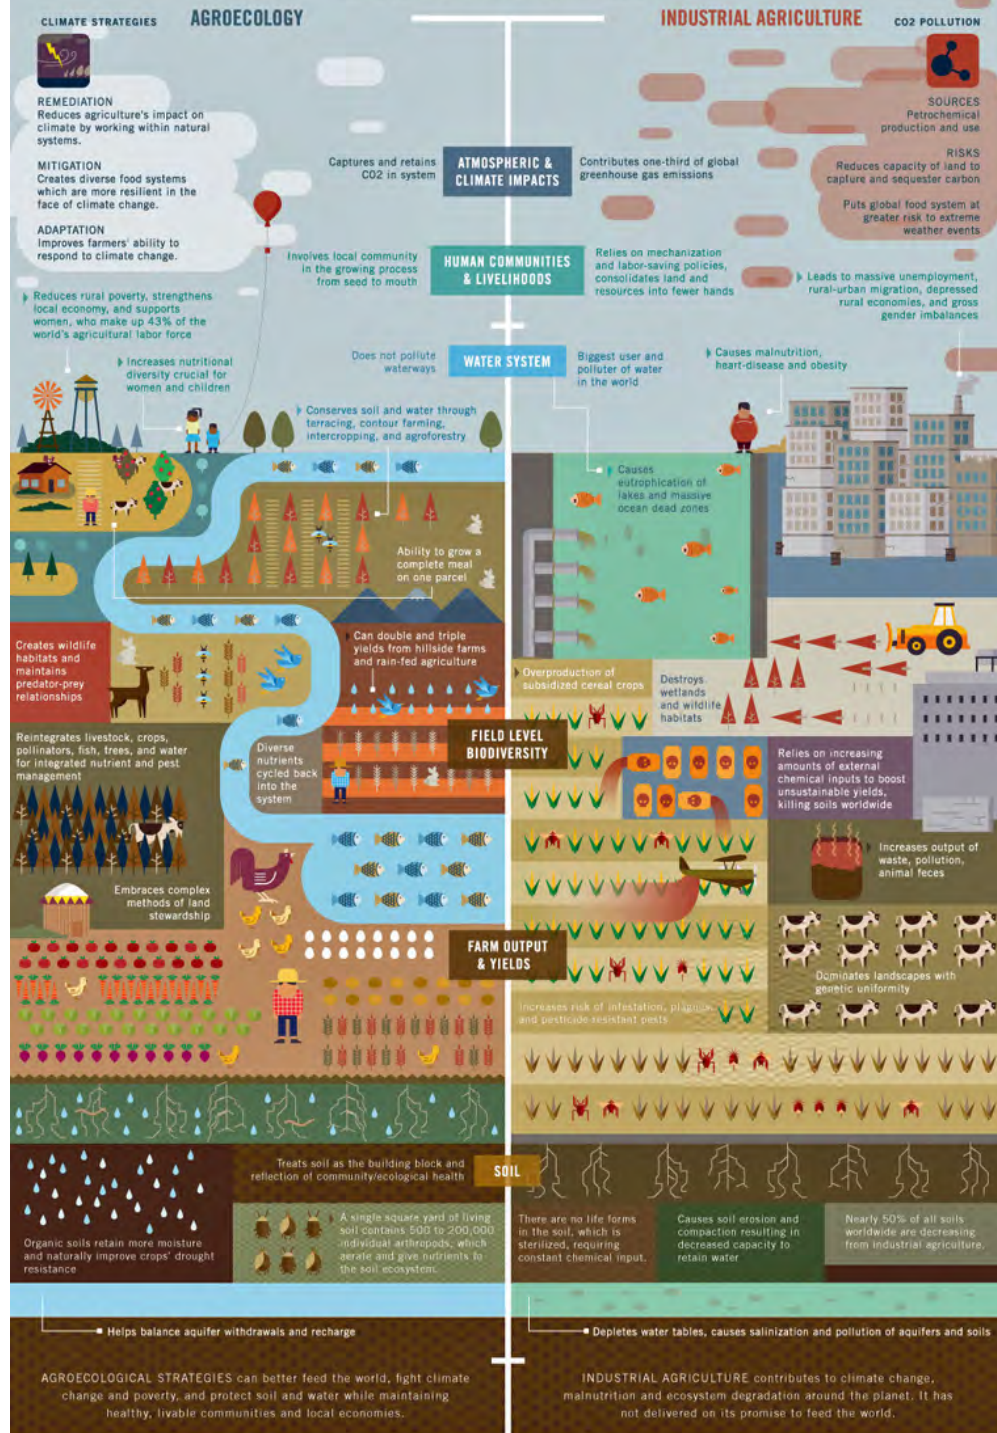 CLIMATE STRATEGIES
AGROECOLOGY
INDUSTRIAL AGRICULTURE
CO2 POLLUTION
REMEDIATION
Reduces agriculture's impact on
climate by working within natural
systems.
MITIGATION
Creates diverse food systems
which are more resilient in the
face of climate change.
ADAPTATION
Improves farmers' ability to
respond to climate change.
SOURCES
Petrochemical
production and use
RISKS
Reduces capacity of land to
capture and sequester carbon
Puts global food system at
greater risk to extreme
weather events
Captures and retains
CO2 in system
ATMOSPHERIC &
CLIMATE IMPACTS
Contributes one-third of global
greenhouse gas emissions
Involves local community
in the growing process
from seed to mouth
HUMAN COMMUNITIES
& LIVELIHOODS
Relies on mechanization
and labor-saving policies,
consolidates land and
resources into fewer hands
Leads to massive unemployment,
rural-urban migration, depressed
rural economies, and gross
gender imbalances
Reduces rural poverty, strengthens
local economy, and supports
women, who make up 43% of the
world's agricultural labor force
Increases nutritional
diversity crucial for
women and children
Does not pollute
waterways
WATER SYSTEM
Biggest user and
polluter of water
in the world
Causes malnutrition,
heart-disease and obesity
Conserves soil and water through
terracing, contour farming,
intercropping, and agroforestry
Causes
eutrophication of
lakes and massive
ocean dead zones
Ability to grow a
complete meal
on one parcel
Creates wildlife
habitats and
maintains
predator-prey
relationships
Can double and triple
yields from hillside farms
and rain-fed agriculture
Overproduction of
subsidized cereal crops
Destroys
wetlands
and wildlife
habitats
Reintegrates livestock, crops,
pollinators, fish, trees, and water
for integrated nutrient and pest
management
Diverse
nutrients
cycled back
into the
system
FIELD LEVEL
BIODIVERSITY
Relies on increasing
amounts of external
chemical inputs to boost
unsustainable yields,
killing soils worldwide
Increases output of
waste, pollution,
animal feces
Embraces complex
methods of land
stewardship
FARM OUTPUT
& YIELDS
Dominates landscapes with
genetic uniformity
Increases risk of infestation, plagues
and pesticide-resistant pests
Treats soil as the building block and
reflection of community/ecological health
SOIL
Organic soils retain more moisture
and naturally improve crops' drought
resistance
A single square yard of living
soil contains 500 to 200,000
individual arthropods, which
aerate and give nutrients to
the soil ecosystem.
There are no life forms
in the soil, which is
sterilized, requiring
constant chemical input.
Causes soil erosion and
compaction resulting in
decreased capacity to
retain water
Nearly 50% of all soils
worldwide are decreasing
from industrial agriculture.
Helps balance aquifer withdrawals and recharge
Depletes water tables, causes salinization and pollution of aquifers and soils
AGROECOLOGICAL STRATEGIES can better feed the world, fight climate
change and poverty, and protect soil and water while maintaining
healthy, livable communities and local economies.
INDUSTRIAL AGRICULTURE contributes to climate change,
malnutrition and ecosystem degradation around the planet. It has
not delivered on its promise to feed the world.